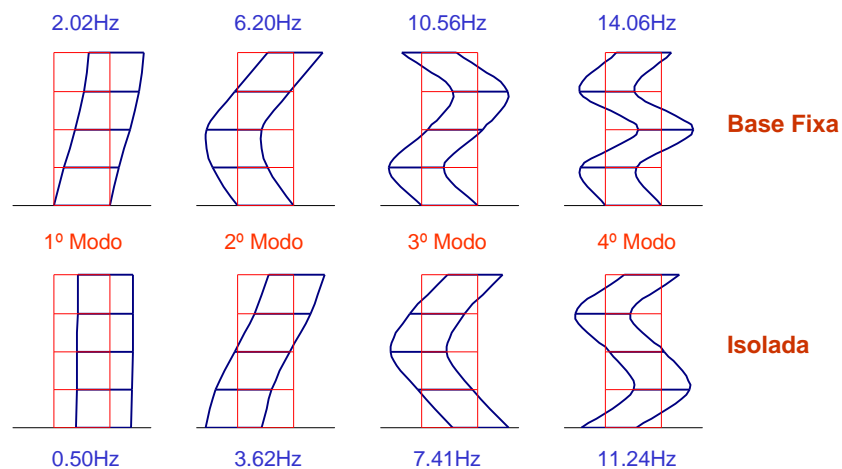 2.02Hz 6.20Hz 10.56Hz 14.06Hz
Base Fixa
1º Modo 2º Modo 3º Modo 4º Modo
Isolada
0.50Hz 3.62Hz 7.41Hz 11.24Hz